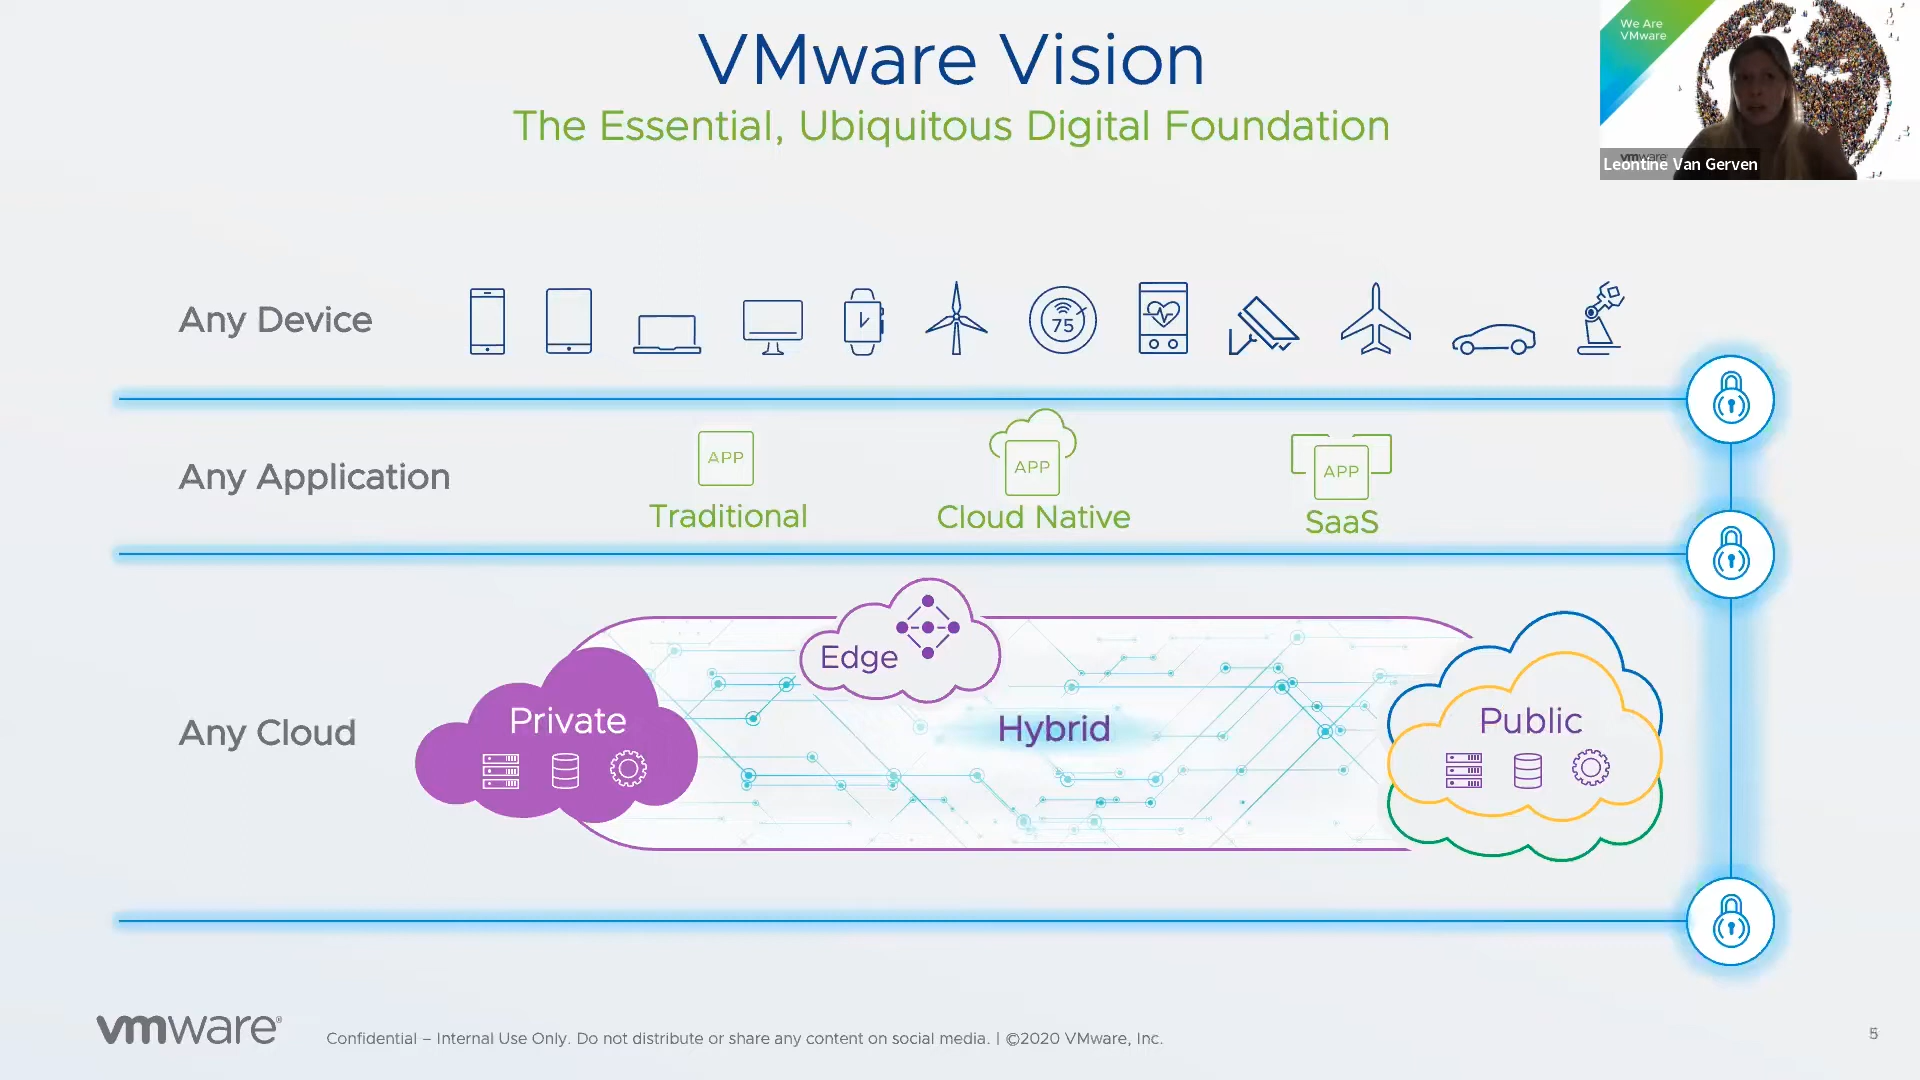 VMware Vision
The Essential, Ubiquitous Digital Foundation
We Are
VMware
vmware
Leontine Van Gerven
Any Device
75
Any Application
APP
Traditional
APP
Cloud Native
APP
SaaS
Any Cloud
Private
Edge
Hybrid
Public
vmware®
Confidential – Internal Use Only. Do not distribute or share any content on social media. | ©2020 VMware, Inc.
5